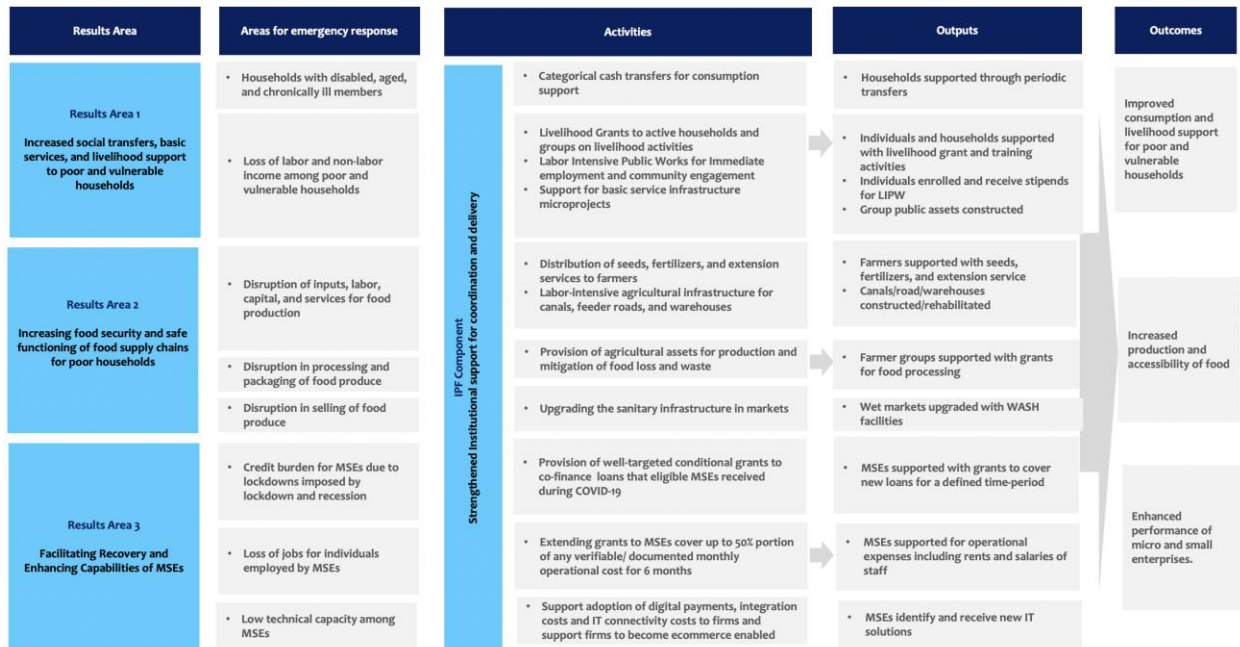 Results Area
Areas for emergency response
Activities
Outputs
Outcomes
Results Area 1
Increased social transfers, basic
services, and livelihood support
to poor and vulnerable
households
• Households with disabled, aged,
and chronically ill members
• Loss of labor and non-labor
income among poor and
vulnerable households
Results Area 2
Increasing food security and safe
functioning of food supply chains
for poor households
• Disruption of inputs, labor,
capital, and services for food
production
• Disruption in processing and
packaging of food produce
• Disruption in selling of food
produce
Results Area 3
Facilitating Recovery and
Enhancing Capabilities of MSEs
• Credit burden for MSEs due to
lockdowns imposed by
lockdown and recession
• Loss of jobs for individuals
employed by MSEs
• Low technical capacity among
MSEs
IPF Component
Strengthened Institutional support for coordination and delivery
• Categorical cash transfers for consumption
support
• Livelihood Grants to active households and
groups on livelihood activities
• Labor Intensive Public Works for Immediate
employment and community engagement
• Support for basic service infrastructure
microprojects
• Distribution of seeds, fertilizers, and extension
services to farmers
• Labor-intensive agricultural infrastructure for
canals, feeder roads, and warehouses
• Provision of agricultural assets for production and
mitigation of food loss and waste
• Upgrading the sanitary infrastructure in markets
• Provision of well-targeted conditional grants to
co-finance loans that eligible MSEs received
during COVID-19
• Extending grants to MSEs cover up to 50% portion
of any verifiable/ documented monthly
operational cost for 6 months
• Support adoption of digital payments, integration
costs and IT connectivity costs to firms and
support firms to become ecommerce enabled
• Households supported through periodic
transfers
• Individuals and households supported
with livelihood grant and training
activities
• Individuals enrolled and receive stipends
for LIPW
• Group public assets constructed
• Farmers supported with seeds,
fertilizers, and extension service
• Canals/road/warehouses
constructed/rehabilitated
• Farmer groups supported with grants
for food processing
• Wet markets upgraded with WASH
facilities
• MSEs supported with grants to cover
new loans for a defined time-period
• MSEs supported for operational
expenses including rents and salaries of
staff
• MSEs identify and receive new IT
solutions
Improved
consumption and
livelihood support
for poor and
vulnerable
households
Increased
production and
accessibility of food
Enhanced
performance of
micro and small
enterprises.